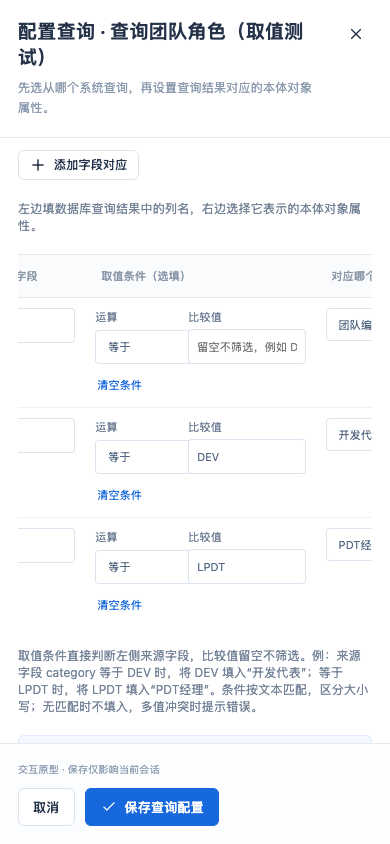 配置查询 · 查询团队角色（取值测
试）
先选从哪个系统查询，再设置查询结果对应的本体对象
属性。
添加字段对应
左边填数据库查询结果中的列名，右边选择它表示的本体对象属
性。
字段 取值条件（选填） 对应哪个
运算 比较值
等于 留空不筛选，例如 D 团队编
清空条件
运算 比较值
等于 DEV 开发代
清空条件
运算 比较值
等于 LPDT PDT经
清空条件
取值条件直接判断左侧来源字段，比较值留空不筛选。例：来源
字段 category 等于 DEV 时，将 DEV 填入“开发代表”；等于
LPDT 时，将 LPDT 填入“PDT经理”。条件按文本匹配，区分大小
写；无匹配时不填入，多值冲突时提示错误。
交互原型 · 保存仅影响当前会话
取消 保存查询配置